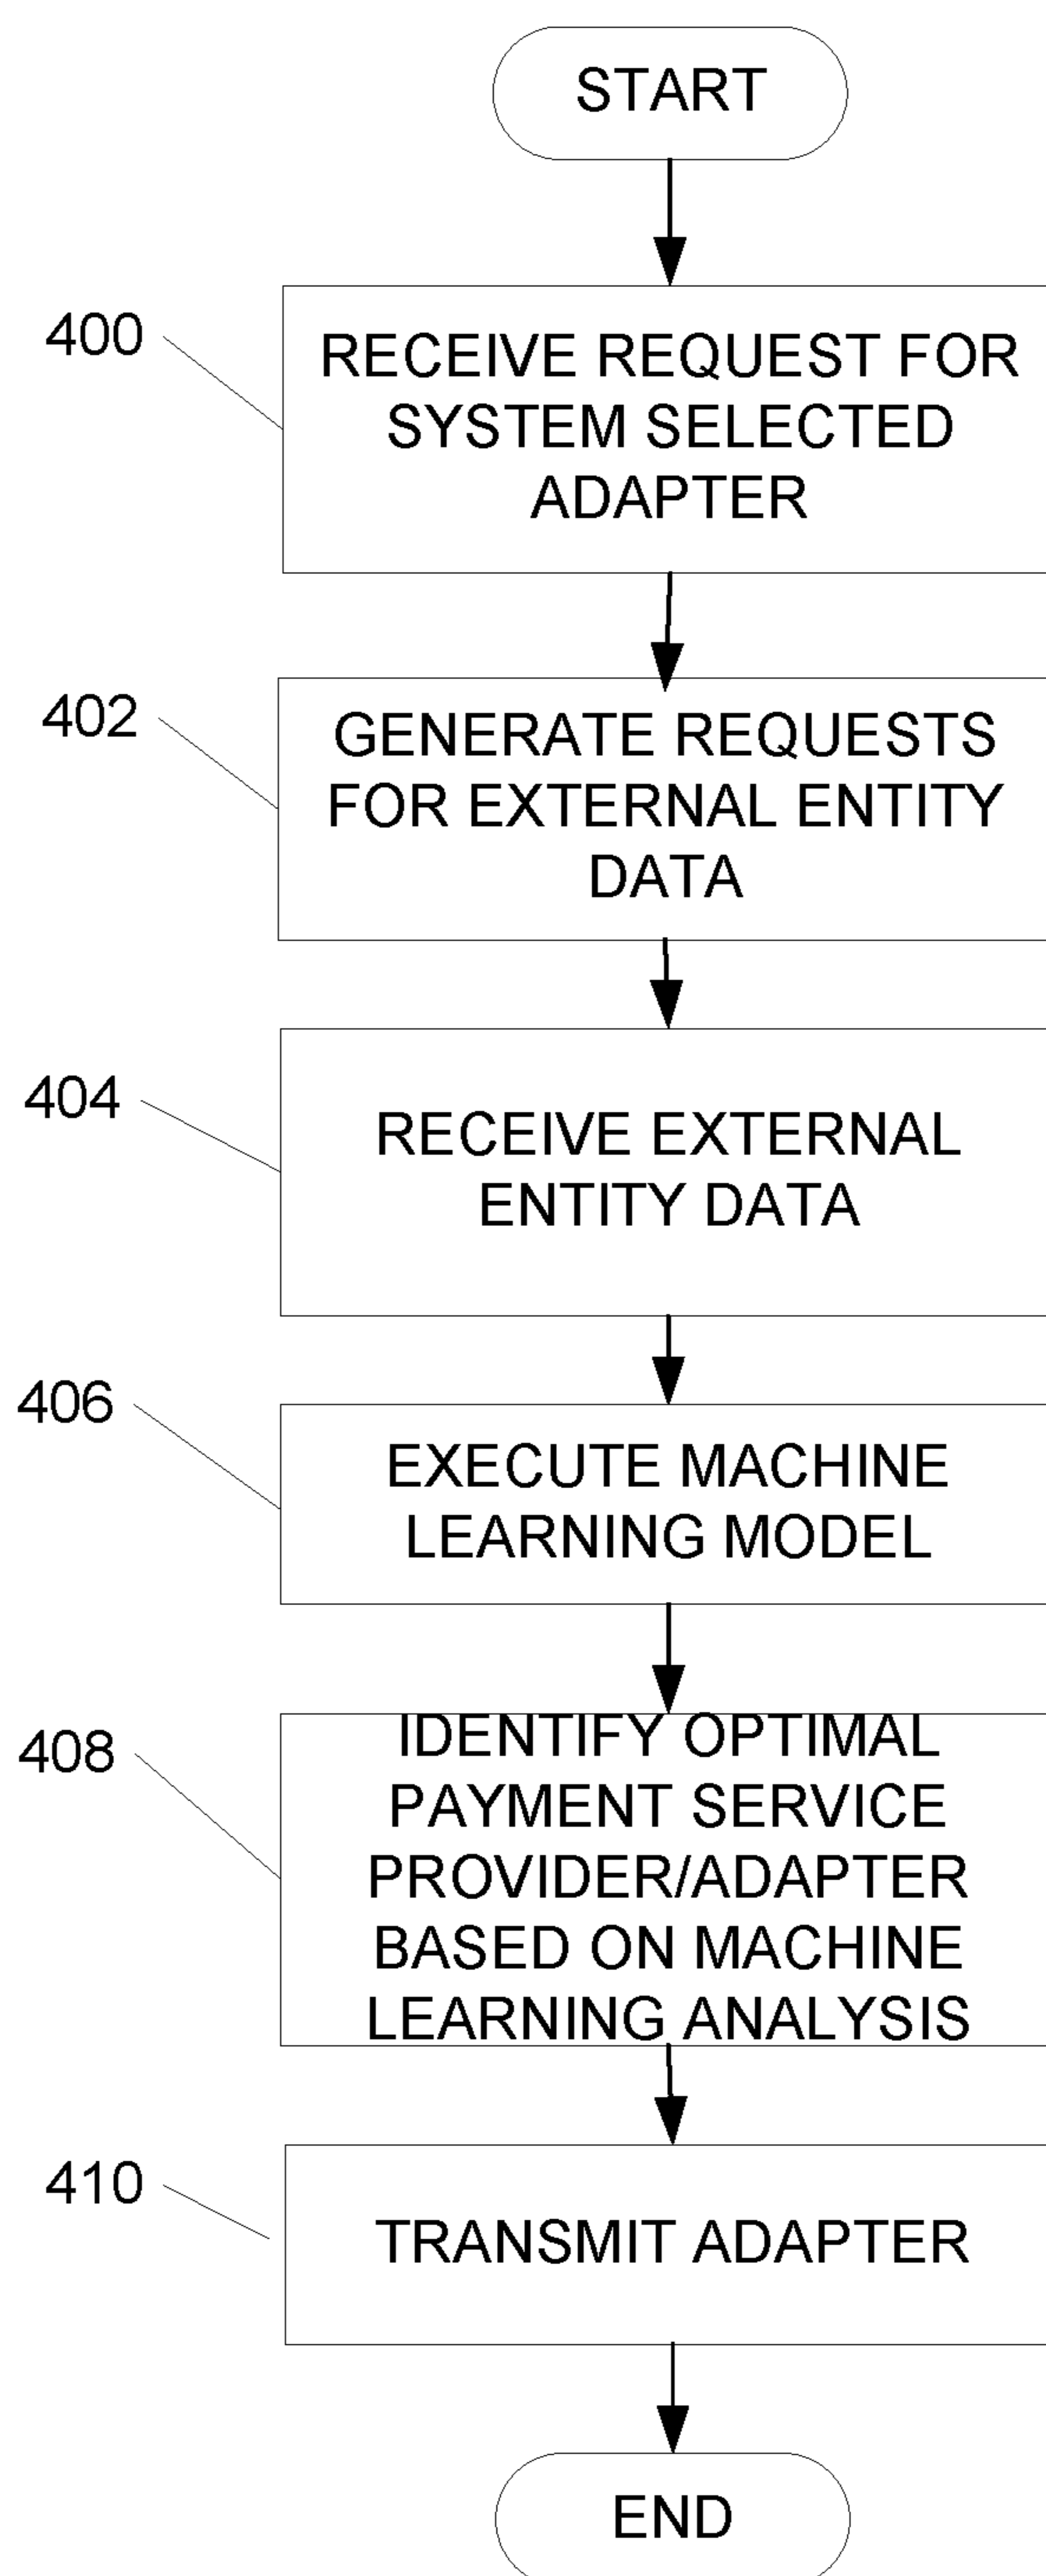 START
400
RECEIVE REQUEST FOR
SYSTEM SELECTED
ADAPTER
402
GENERATE REQUESTS
FOR EXTERNAL ENTITY
DATA
404
RECEIVE EXTERNAL
ENTITY DATA
406
EXECUTE MACHINE
LEARNING MODEL
408
IDENTIFY OPTIMAL
PAYMENT SERVICE
PROVIDER/ADAPTER
BASED ON MACHINE
LEARNING ANALYSIS
410
TRANSMIT ADAPTER
END